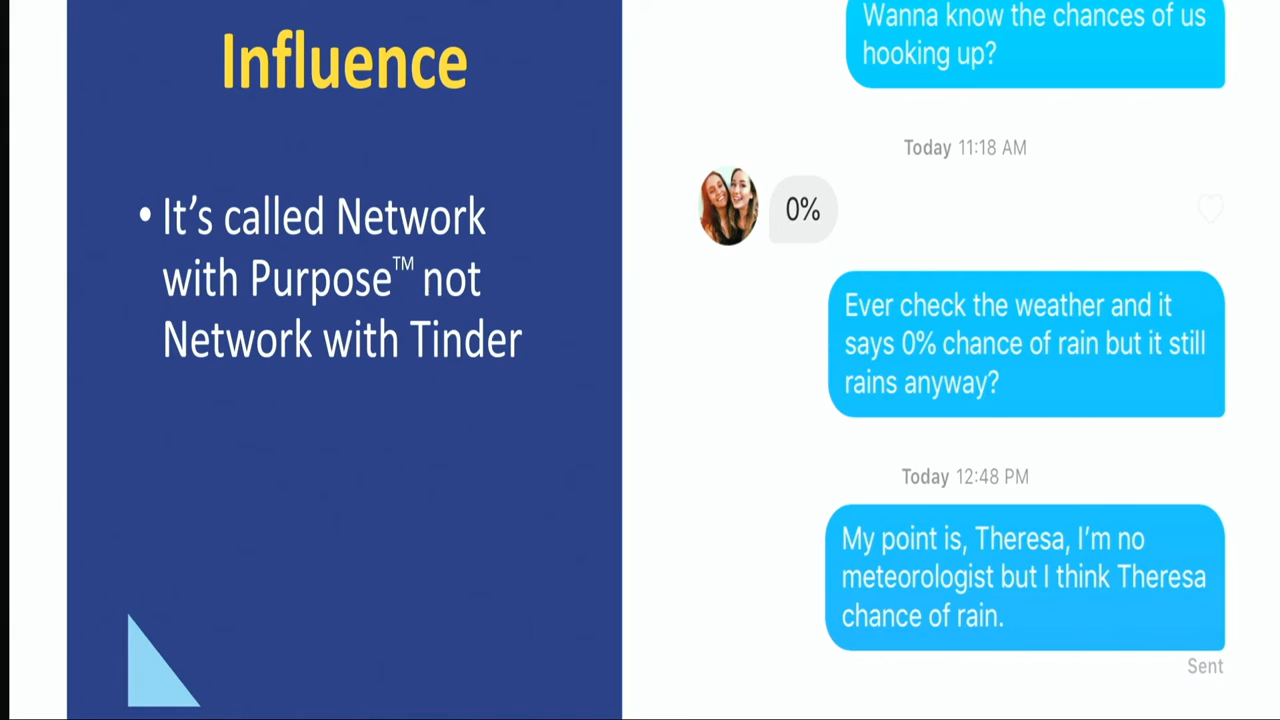 Influence
• It's called Network
with Purpose™ not
Network with Tinder
Wanna know the chances of us
hooking up?
Today 11:18 AM
0%
Ever check the weather and it
says 0% chance of rain but it still
rains anyway?
Today 12:48 PM
My point is, Theresa, I'm no
meteorologist but I think Theresa
chance of rain.
Sent